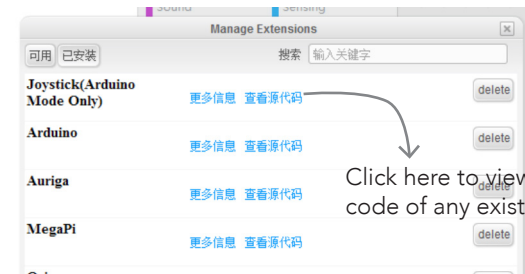 sound sensing
Manage Extensions
可用 已安装 搜索 输入关键字
Joystick(Arduino
Mode Only) 更多信息 查看源代码 delete
Arduino 更多信息 查看源代码 delete
Click here to view
Auriga 更多信息 查看源代码 delete
code of any exist
MegaPi 更多信息 查看源代码 delete